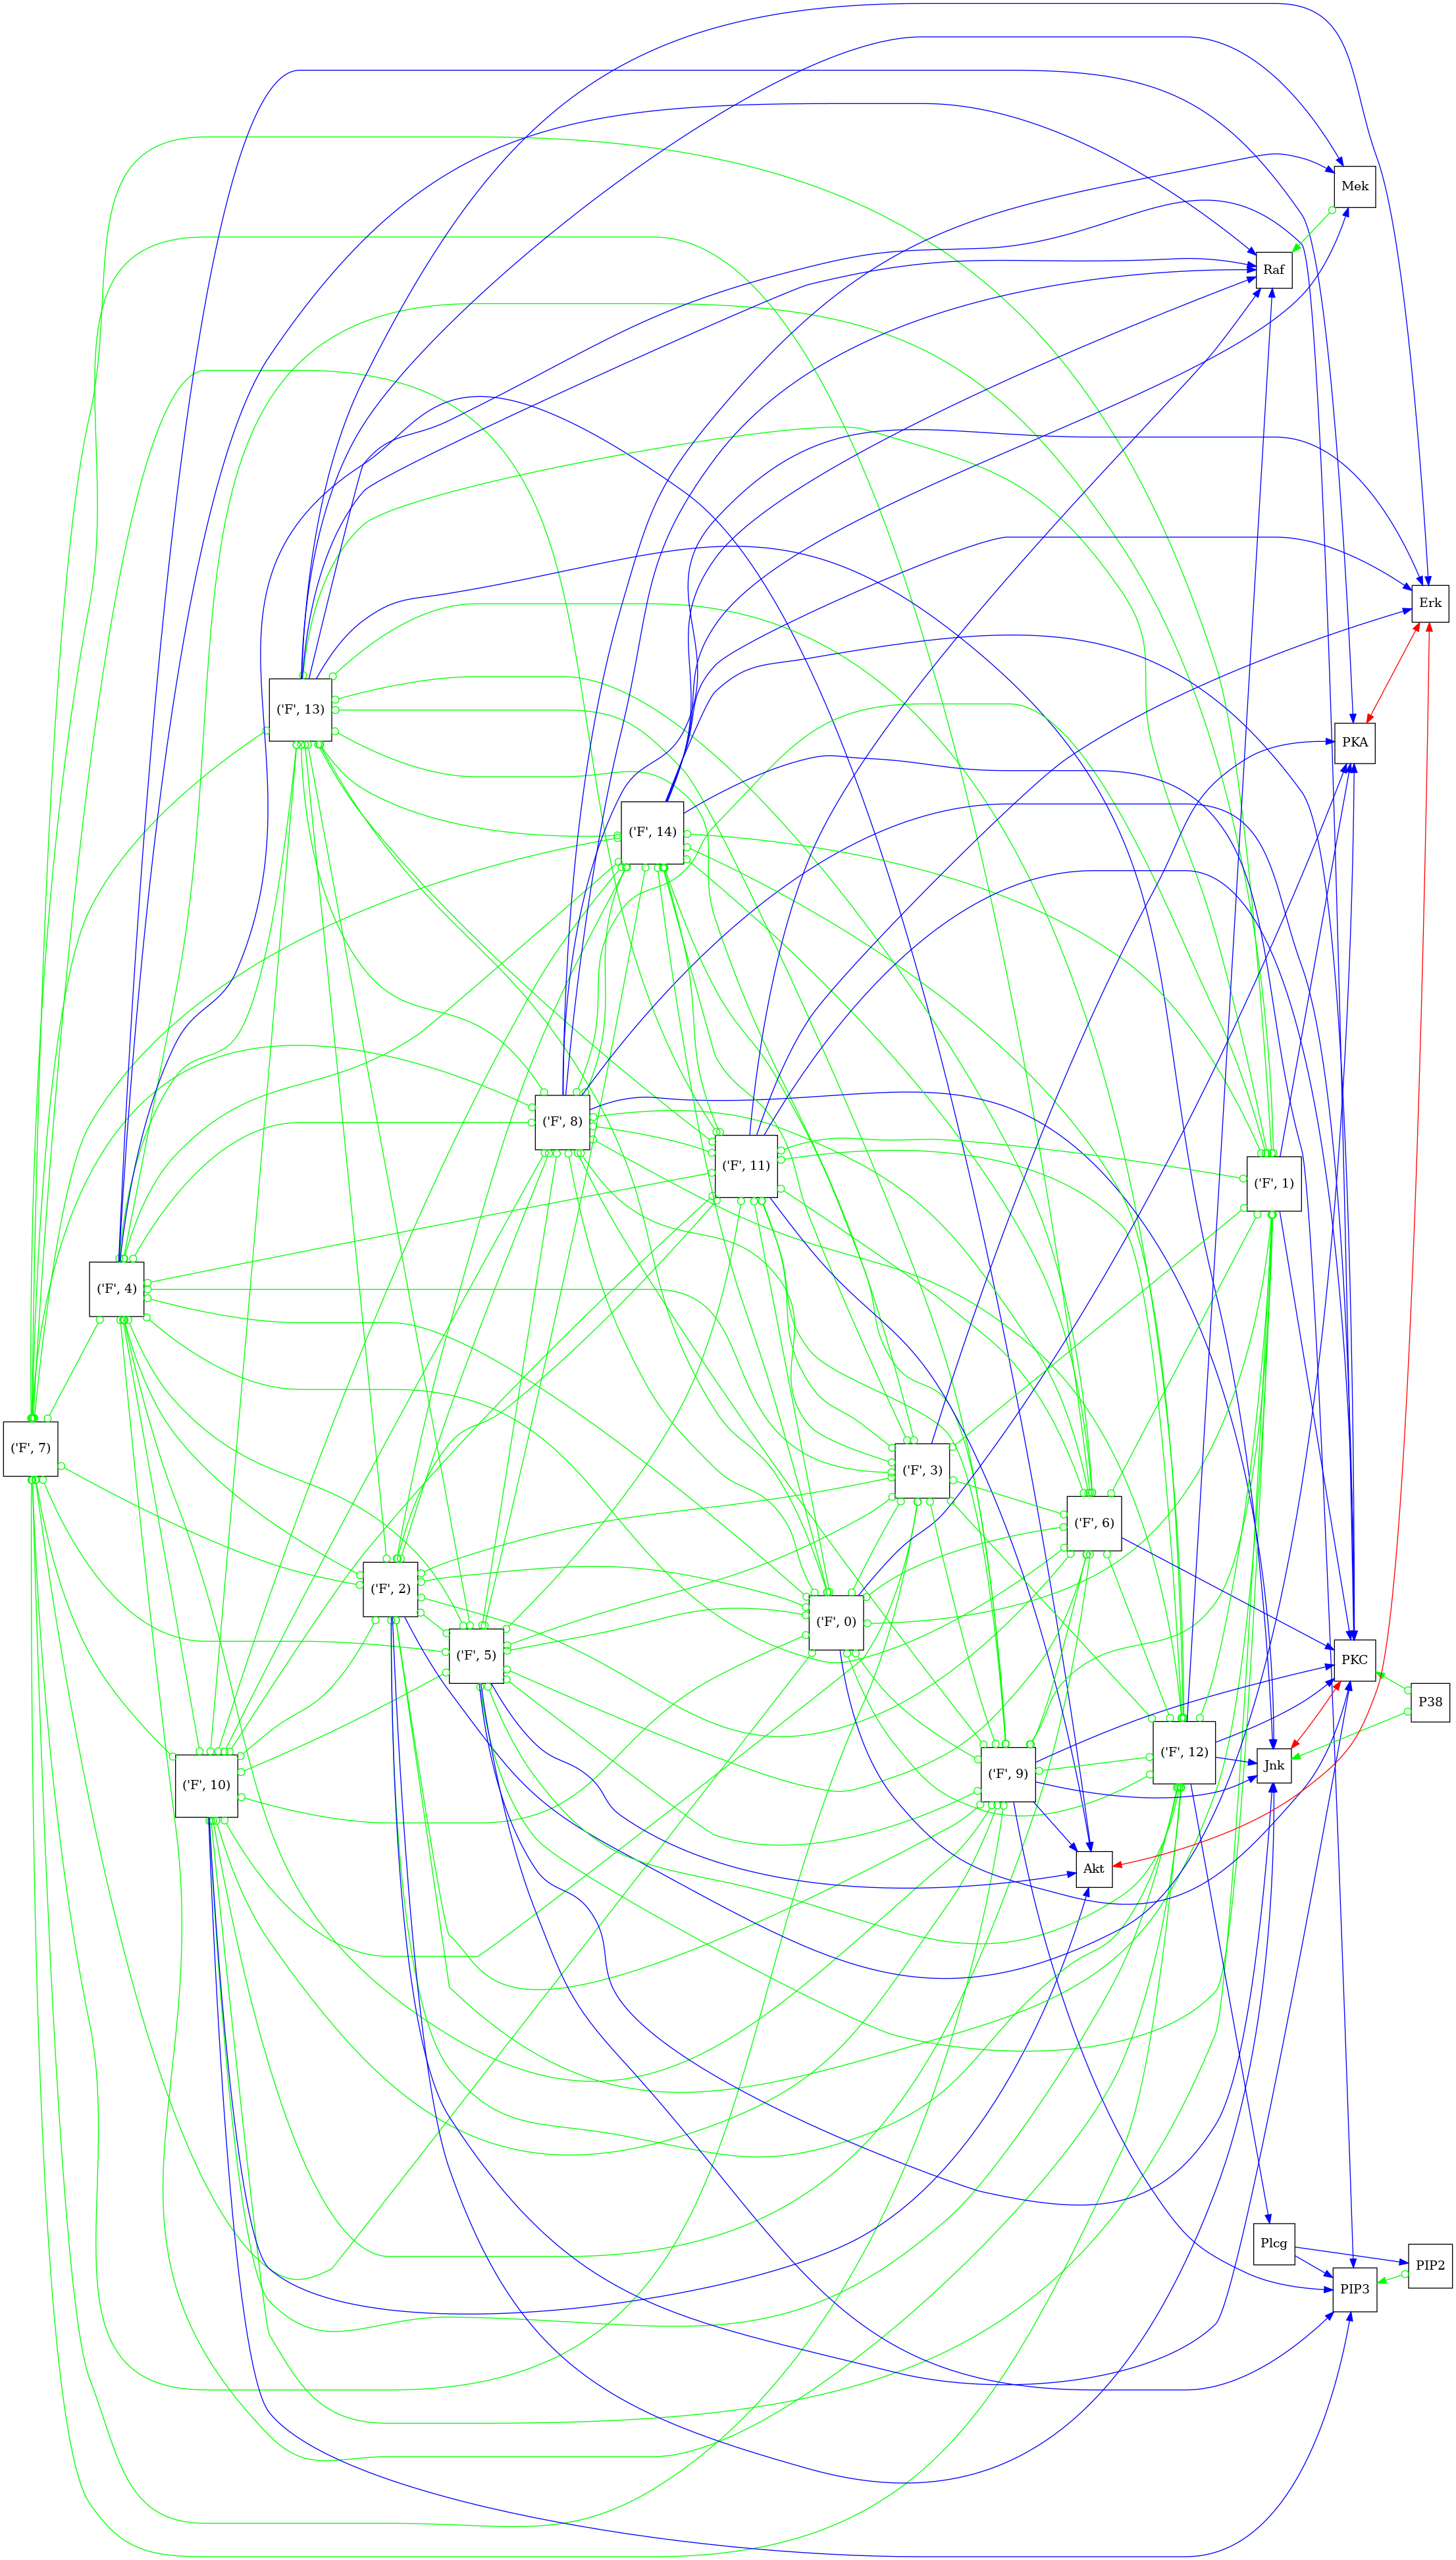 Mek
Raf
Erk
('F', 13)
PKA
('F', 14)
('F', 8)
('F', 11)
('F', 1)
('F', 4)
('F', 7)
('F', 3)
('F', 6)
('F', 2)
('F', 0)
('F', 5)
PKC
P38
('F', 12)
Jnk
('F', 9)
('F', 10)
Akt
Plcg
PIP2
PIP3